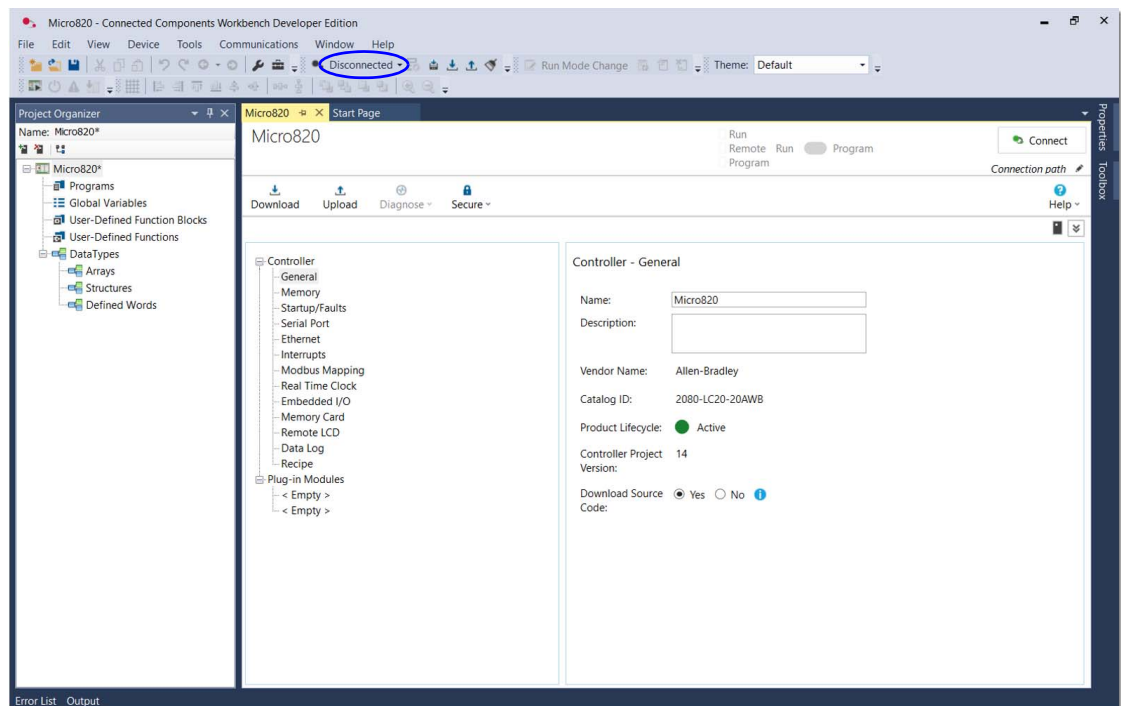 Micro820 - Connected Components Workbench Developer Edition
File Edit View Device Tools Communications Window Help
Disconnected Run Mode Change Theme: Default
Project Organizer
Name: Micro820*
Micro820*
Programs
Global Variables
User-Defined Function Blocks
User-Defined Functions
DataTypes
Arrays
Structures
Defined Words
Micro820 Start Page
Micro820
Run
Remote Run Program
Program
Connect
Connection path
Download Upload Diagnose Secure Help
Controller
General
Memory
Startup/Faults
Serial Port
Ethernet
Interrupts
Modbus Mapping
Real Time Clock
Embedded I/O
Memory Card
Remote LCD
Data Log
Recipe
Plug-in Modules
< Empty >
< Empty >
Controller - General
Name: Micro820
Description:
Vendor Name: Allen-Bradley
Catalog ID: 2080-LC20-20AWB
Product Lifecycle: Active
Controller Project 14
Version:
Download Source Yes No
Code:
Properties
Toolbox
Error List Output